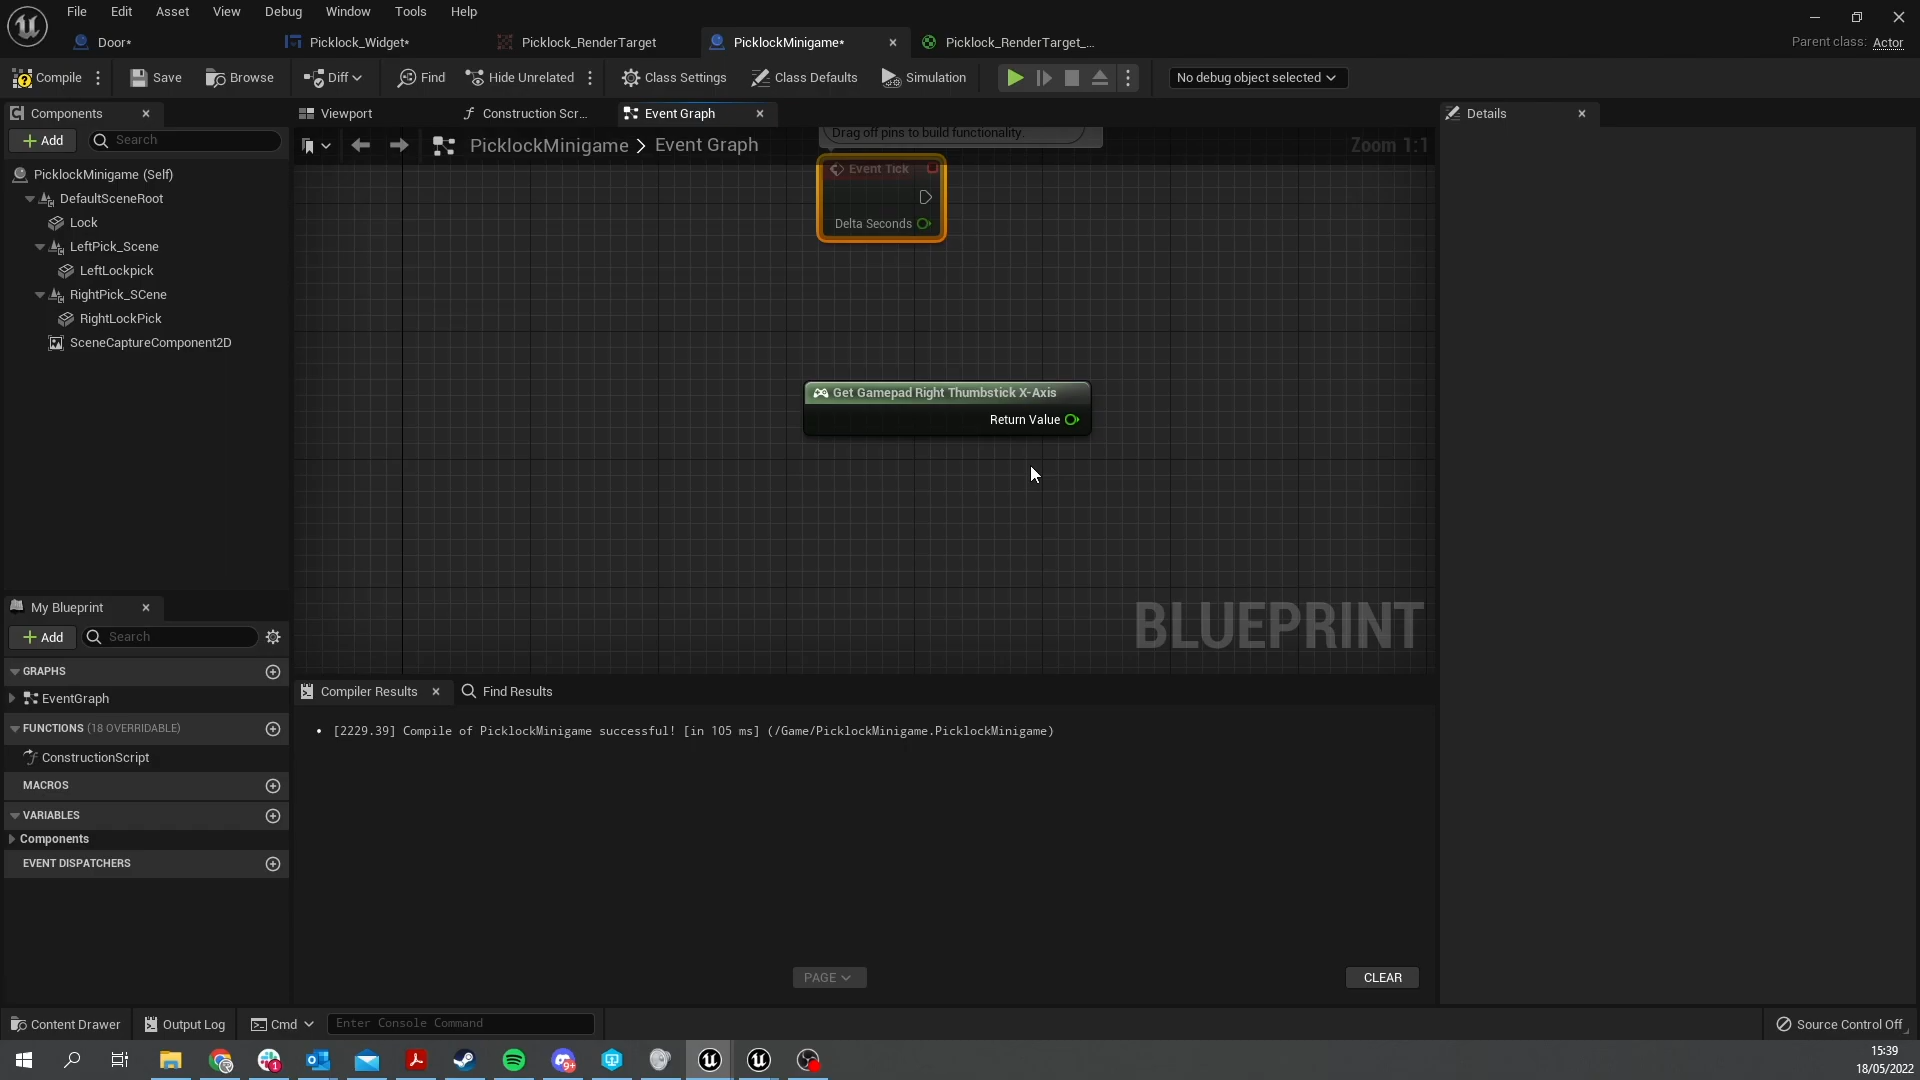 File Edit Asset View Debug Window Tools Help
Door* Picklock_Widget* Picklock_RenderTarget PicklockMinigame* Picklock_RenderTarget_...
Parent class: Actor
Compile Save Browse Diff Find Hide Unrelated Class Settings Class Defaults Simulation No debug object selected
Components
Viewport Construction Scr... Event Graph
Details
Add Search
PicklockMinigame > Event Graph
Zoom 1:1
Drag off pins to build functionality.
PicklockMinigame (Self)
DefaultSceneRoot
Lock
LeftPick_Scene
LeftLockpick
RightPick_SCene
RightLockPick
SceneCaptureComponent2D
Event Tick
Delta Seconds
Get Gamepad Right Thumbstick X-Axis
Return Value
BLUEPRINT
My Blueprint
Add Search
GRAPHS
EventGraph
FUNCTIONS (18 OVERRIDABLE)
ConstructionScript
MACROS
VARIABLES
Components
EVENT DISPATCHERS
Compiler Results Find Results
[2229.39] Compile of PicklockMinigame successful! [in 105 ms] (/Game/PicklockMinigame.PicklockMinigame)
PAGE
CLEAR
Content Drawer Output Log Cmd Enter Console Command
Source Control Off
1
9+
15:39
18/05/2022